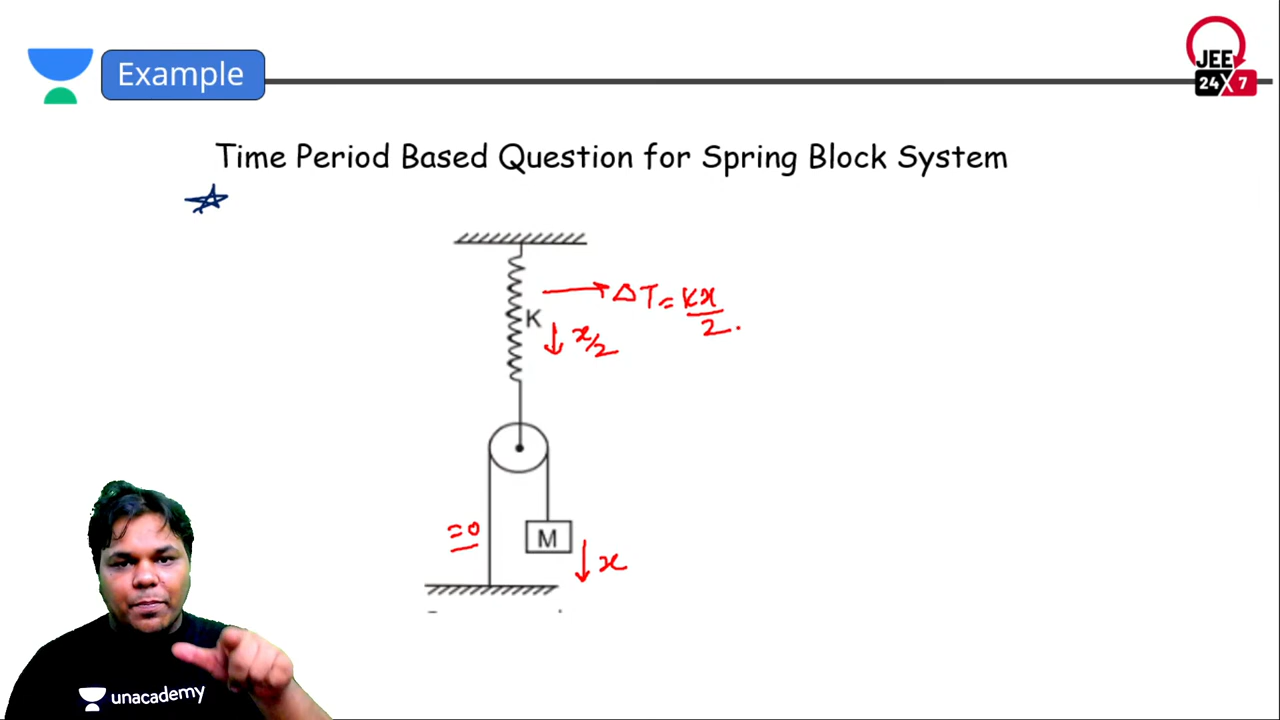 Example
JEE
24X7
Time Period Based Question for Spring Block System
ΔT = Kx/2.
K
x/2
=0
M
x
unacademy